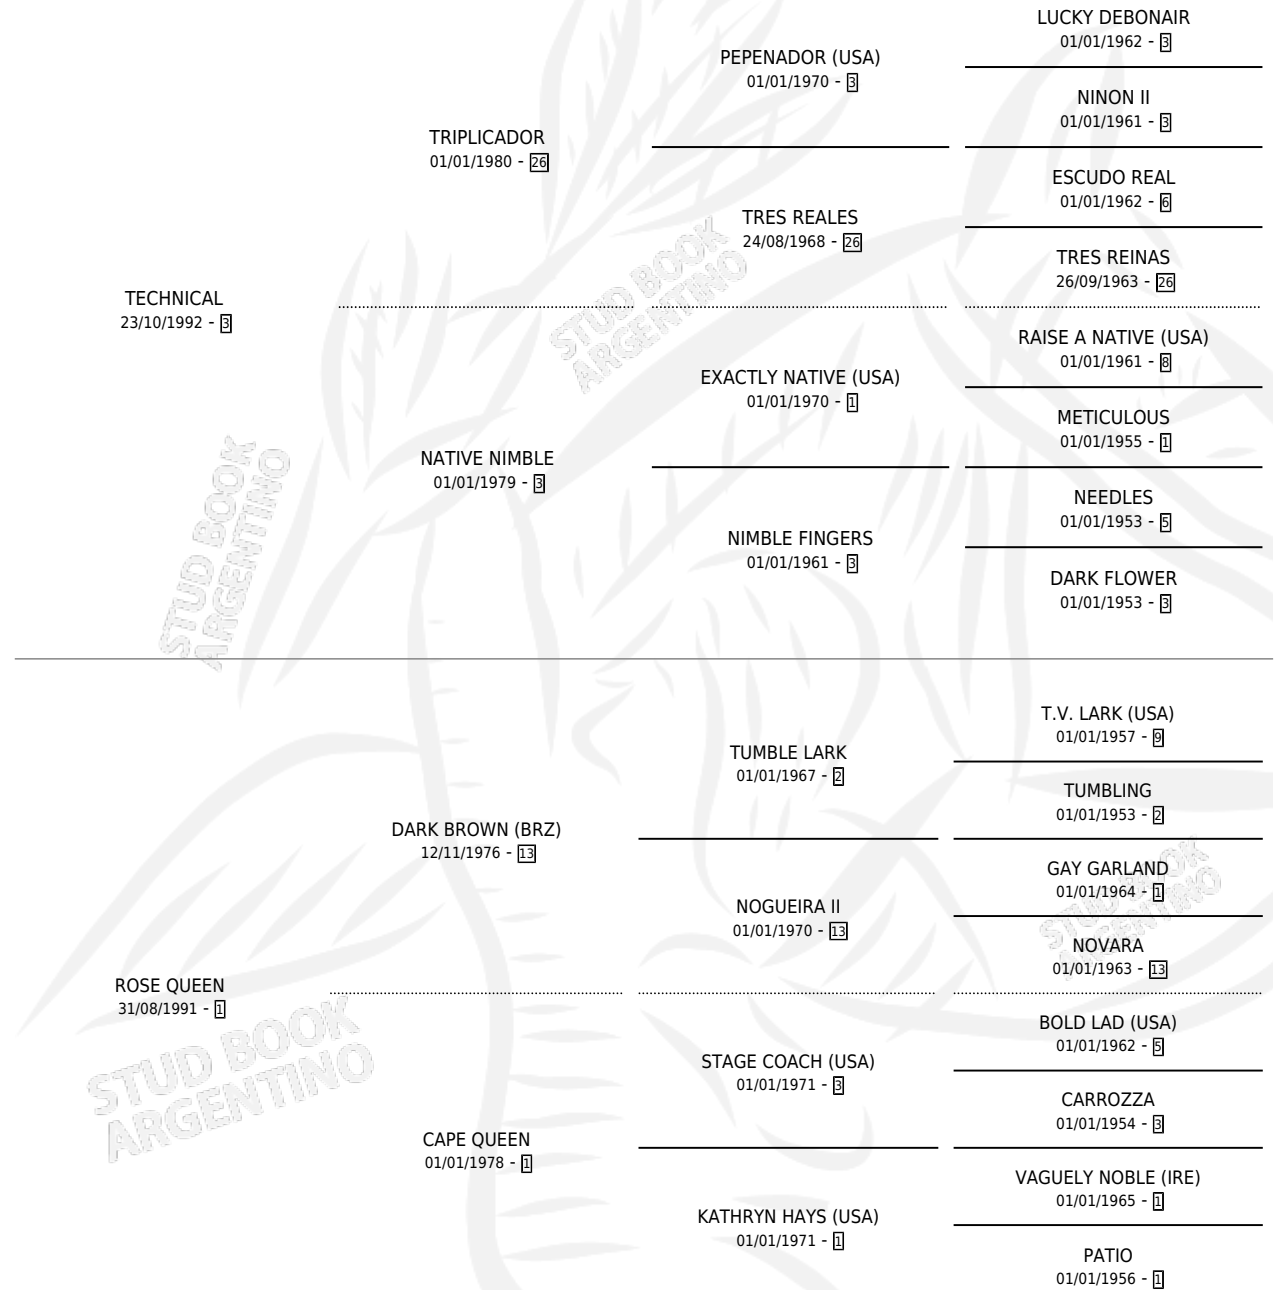 LUCKY DEBONAIR
01/01/1962 - 3
PEPENADOR (USA)
01/01/1970 - 3
NINON II
01/01/1961 - 3
TRIPLICADOR
01/01/1980 - 26
ESCUDO REAL
01/01/1962 - 6
TRES REALES
24/08/1968 - 26
TRES REINAS
26/09/1963 - 26
STUD BOOK
ARGENTINO
TECHNICAL
23/10/1992 - 3
RAISE A NATIVE (USA)
01/01/1961 - 8
EXACTLY NATIVE (USA)
01/01/1970 - 1
METICULOUS
01/01/1955 - 1
NATIVE NIMBLE
01/01/1979 - 3
NEEDLES
01/01/1953 - 5
NIMBLE FINGERS
01/01/1961 - 3
DARK FLOWER
01/01/1953 - 3
STUD BOOK
ARGENTINO
T.V. LARK (USA)
01/01/1957 - 9
TUMBLE LARK
01/01/1967 - 2
TUMBLING
01/01/1953 - 2
DARK BROWN (BRZ)
12/11/1976 - 13
GAY GARLAND
01/01/1964 - 1
NOGUEIRA II
01/01/1970 - 13
NOVARA
01/01/1963 - 13
STUD BOOK
ARGENTINO
ROSE QUEEN
31/08/1991 - 1
BOLD LAD (USA)
01/01/1962 - 5
STAGE COACH (USA)
01/01/1971 - 3
CARROZZA
01/01/1954 - 3
STUD BOOK
ARGENTINO
CAPE QUEEN
01/01/1978 - 1
VAGUELY NOBLE (IRE)
01/01/1965 - 1
KATHRYN HAYS (USA)
01/01/1971 - 1
PATIO
01/01/1956 - 1